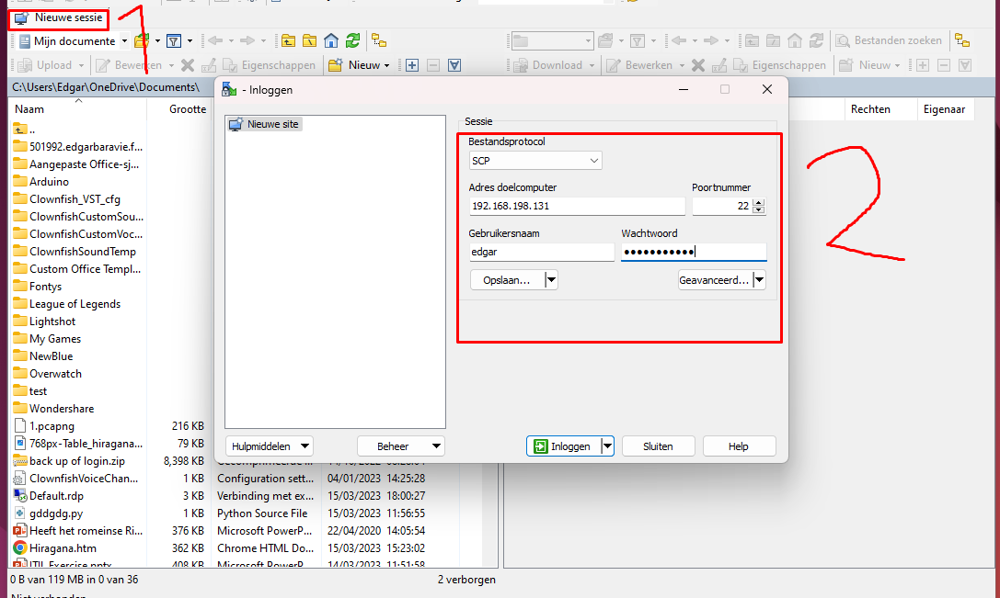 Nieuwe sessie
1
Mijn documente
Bestanden zoeken
Upload
Bewerken
Eigenschappen
Nieuw
Download
Bewerken
Eigenschappen
Nieuw
C:\Users\Edgar\OneDrive\Documents\
Naam Grootte
Rechten Eigenaar
..
501992.edgarbaravie.f...
Aangepaste Office-sj...
Arduino
Clownfish_VST_cfg
ClownfishCustomSou...
ClownfishCustomVoc...
ClownfishSoundTemp
Custom Office Templ...
Fontys
League of Legends
Lightshot
My Games
NewBlue
Overwatch
test
Wondershare
1.pcapng 216 KB
768px-Table_hiragana... 79 KB
back up of login.zip 8,398 KB
ClownfishVoiceChan... 1 KB Configuration sett... 04/01/2023 14:25:28
Default.rdp 3 KB Verbinding met ex... 15/03/2023 18:00:27
gddgdg.py 1 KB Python Source File 15/03/2023 11:56:55
Heeft het romeinse Ri... 376 KB Microsoft PowerP... 22/04/2020 14:05:54
Hiragana.htm 362 KB Chrome HTML Do... 15/03/2023 15:23:02
ITIL Exercise.pptx 408 KB Microsoft PowerP... 14/03/2023 11:51:58
0 B van 119 MB in 0 van 36 2 verborgen
Niet verbonden
- Inloggen
Nieuwe site
Sessie
Bestandsprotocol
SCP
Adres doelcomputer Poortnummer
192.168.198.131 22
Gebruikersnaam Wachtwoord
edgar ●●●●●●●●●●●
Opslaan... Geavanceerd...
Hulpmiddelen Beheer Inloggen Sluiten Help
2